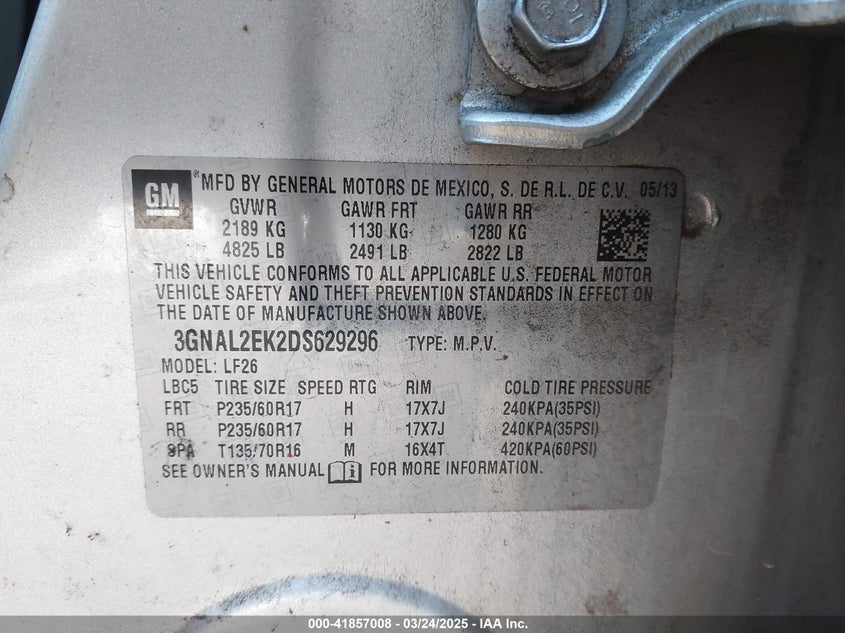 GM ® MFD BY GENERAL MOTORS DE MEXICO, S. DE R.L. DE C.V. 05/13
GVWR GAWR FRT GAWR RR
2189 KG 1130 KG 1280 KG
4825 LB 2491 LB 2822 LB
THIS VEHICLE CONFORMS TO ALL APPLICABLE U.S. FEDERAL MOTOR
VEHICLE SAFETY AND THEFT PREVENTION STANDARDS IN EFFECT ON
THE DATE OF MANUFACTURE SHOWN ABOVE.
3GNAL2EK2DS629296 TYPE: M.P.V.
MODEL: LF26
LBC5 TIRE SIZE SPEED RTG RIM COLD TIRE PRESSURE
FRT P235/60R17 H 17X7J 240KPA(35PSI)
RR P235/60R17 H 17X7J 240KPA(35PSI)
SPA T135/70R16 M 16X4T 420KPA(60PSI)
SEE OWNER'S MANUAL FOR MORE INFORMATION.
000-41857008 - 03/24/2025 - IAA Inc.